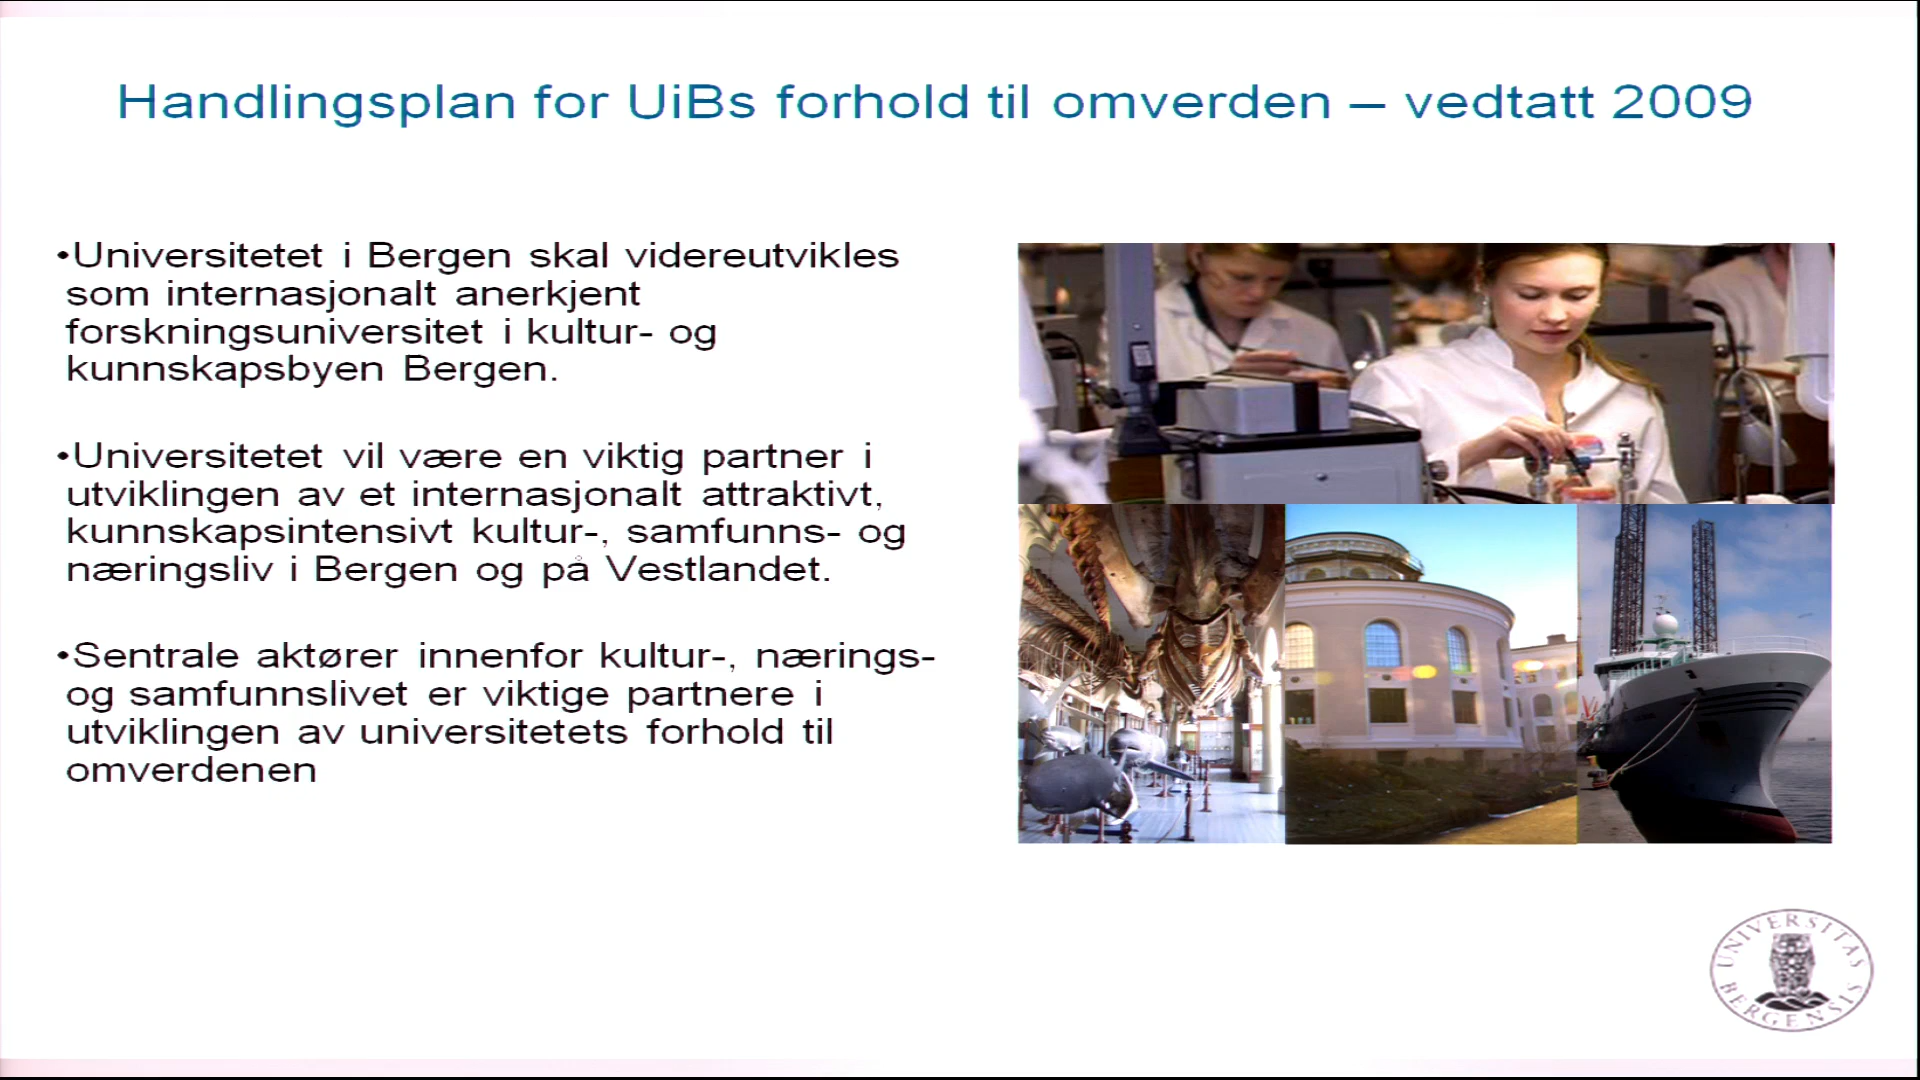 Handlingsplan for UiBs forhold til omverden – vedtatt 2009
•Universitetet i Bergen skal videreutvikles
som internasjonalt anerkjent
forskningsuniversitet i kultur- og
kunnskapsbyen Bergen.
•Universitetet vil være en viktig partner i
utviklingen av et internasjonalt attraktivt,
kunnskapsintensivt kultur-, samfunns- og
næringsliv i Bergen og på Vestlandet.
•Sentrale aktører innenfor kultur-, nærings-
og samfunnslivet er viktige partnere i
utviklingen av universitetets forhold til
omverdenen
UNIVERSITAS
BERGENSIS